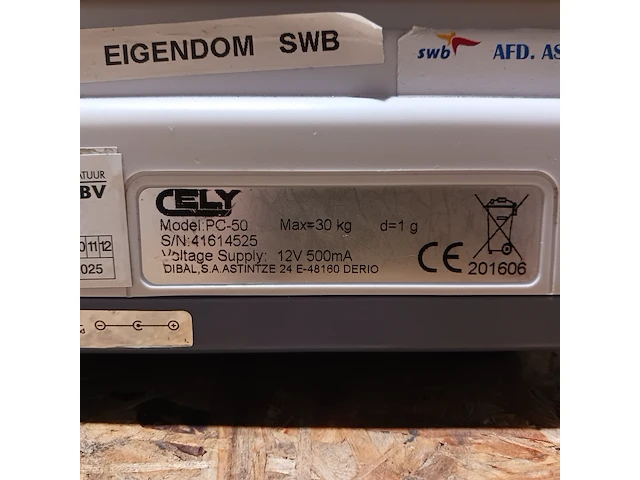 EIGENDOM SWB
swb AFD. AS
ATUUR
BV
0 11 12
025
CELY
Model:PC-50 Max=30 kg d=1 g
S/N:41614525
Voltage Supply: 12V 500mA
DIBAL,S.A.ASTINTZE 24 E-48160 DERIO
CE
201606